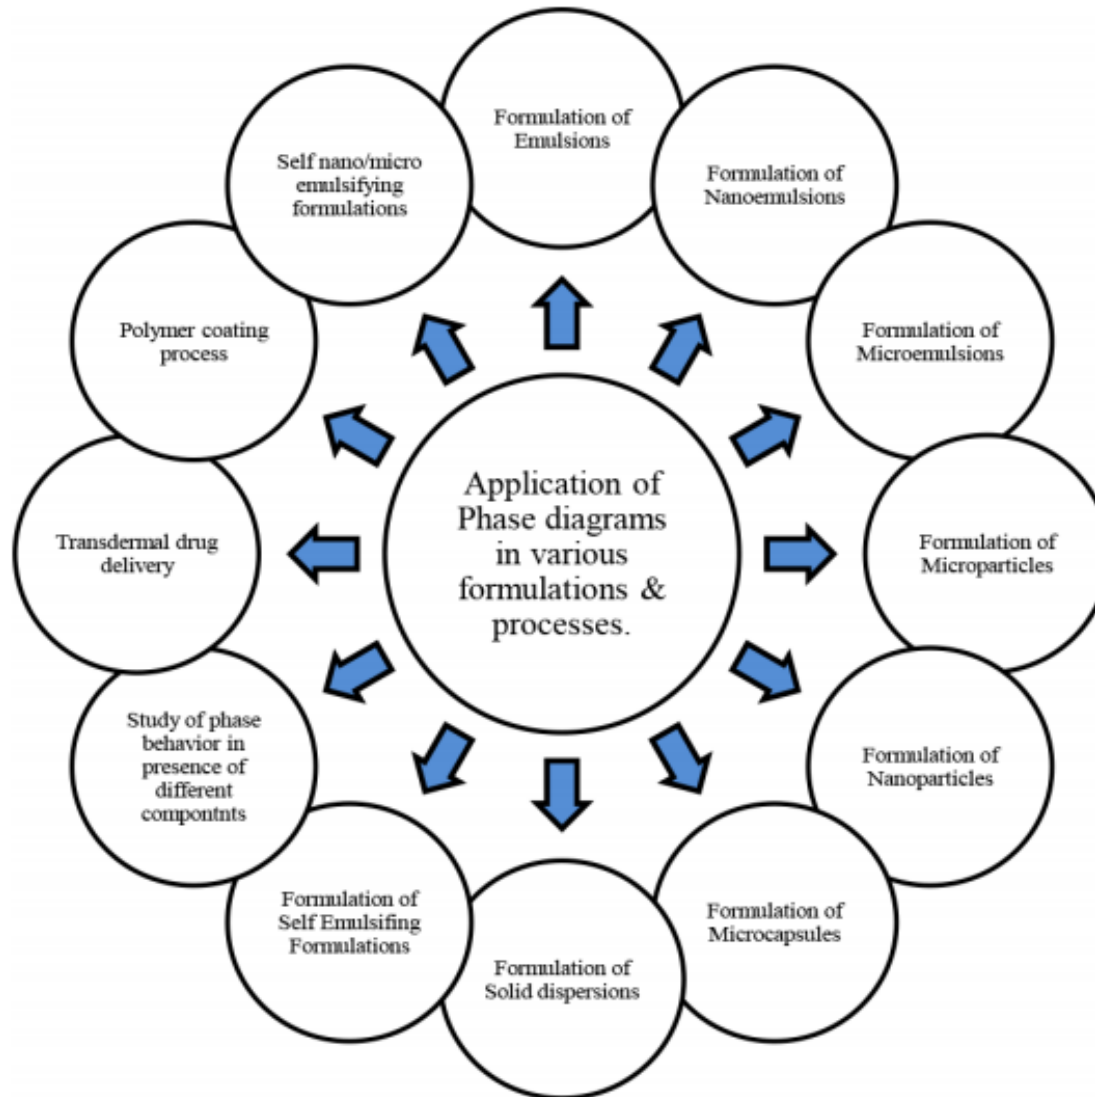 Formulation of
Emulsions
Formulation of
Nanoemulsions
Formulation of
Microemulsions
Formulation of
Microparticles
Formulation of
Nanoparticles
Formulation of
Microcapsules
Formulation of
Solid dispersions
Formulation of
Self Emulsifing
Formulations
Study of phase
behavior in
presence of
different
compontnts
Transdermal drug
delivery
Polymer coating
process
Self nano/micro
emulsifying
formulations
Application of
Phase diagrams
in various
formulations &
processes.